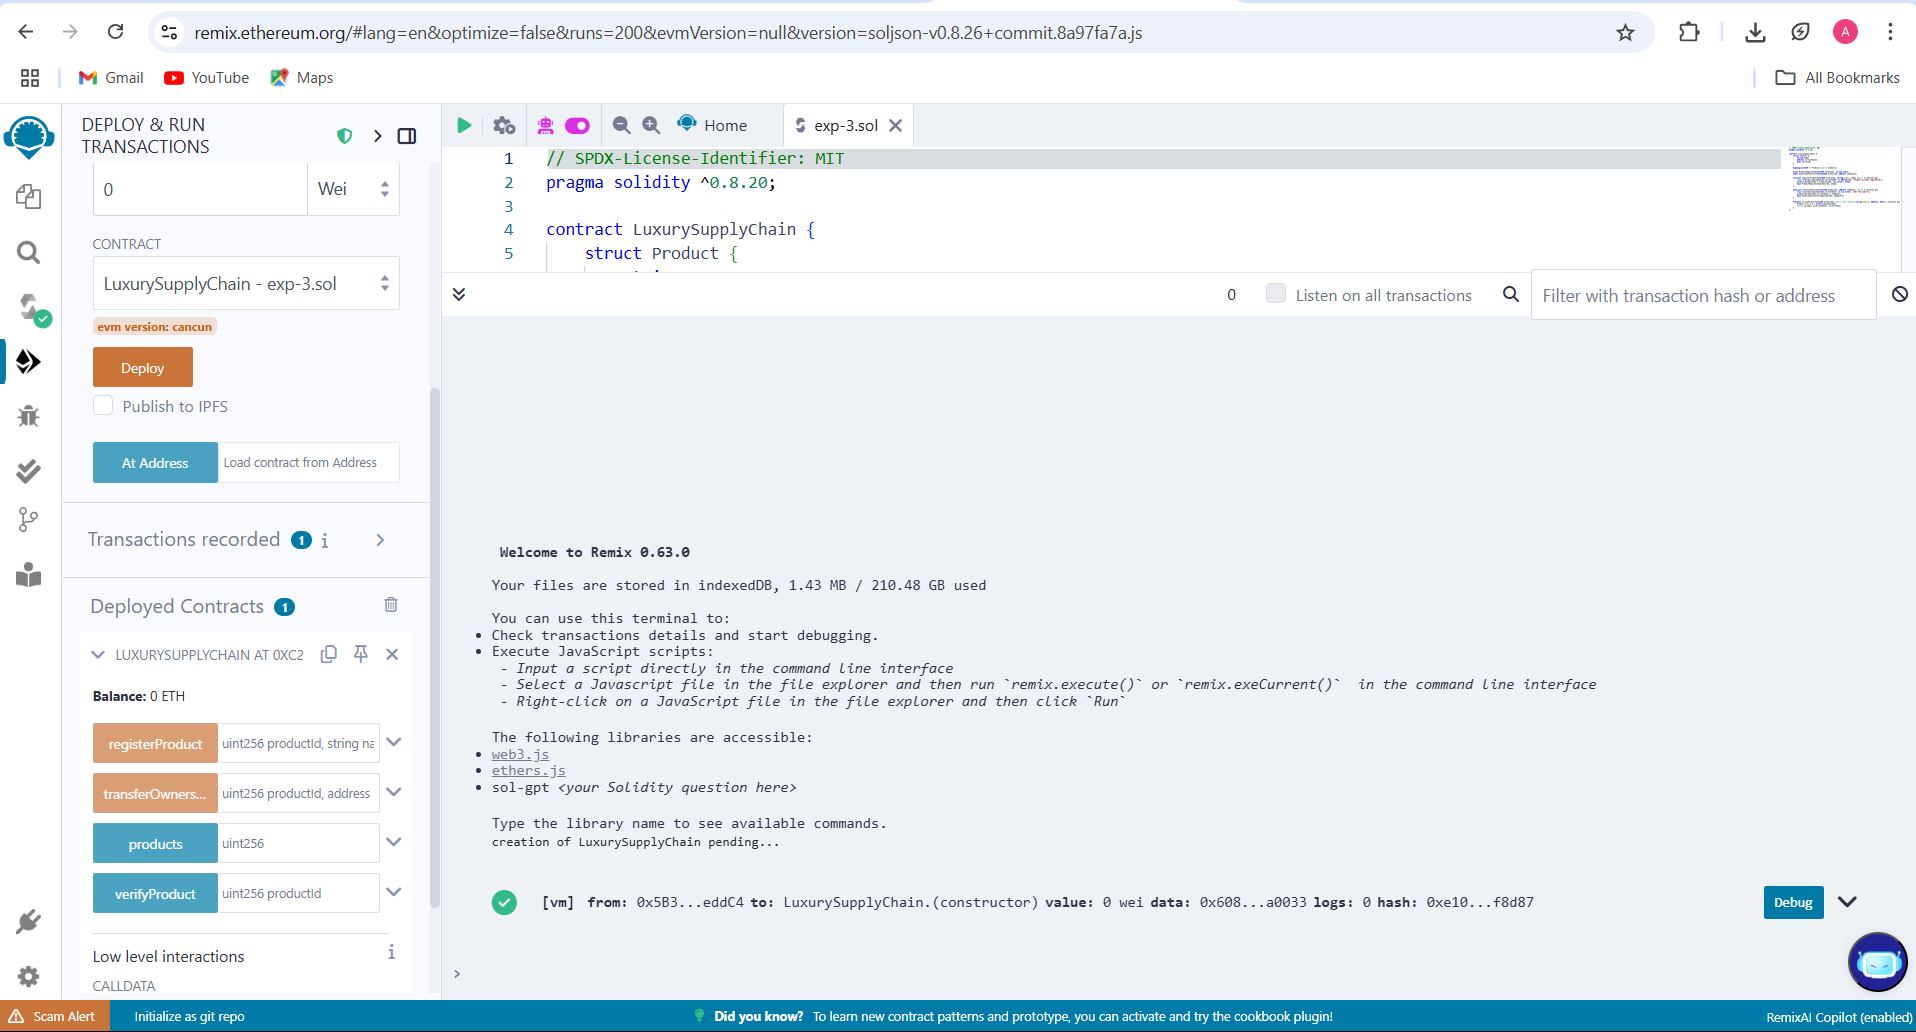 remix.ethereum.org/#lang=en&optimize=false&runs=200&evmVersion=null&version=soljson-v0.8.26+commit.8a97fa7a.js
A
Gmail
YouTube
Maps
All Bookmarks
DEPLOY & RUN
TRANSACTIONS
0
Wei
CONTRACT
LuxurySupplyChain - exp-3.sol
evm version: cancun
Deploy
Publish to IPFS
At Address
Load contract from Address
Transactions recorded 1 i
Deployed Contracts 1
LUXURYSUPPLYCHAIN AT 0XC2
Balance: 0 ETH
registerProduct
uint256 productId, string na
transferOwners...
uint256 productId, address
products
uint256
verifyProduct
uint256 productId
Low level interactions
i
CALLDATA
Home
exp-3.sol
1 // SPDX-License-Identifier: MIT
2 pragma solidity ^0.8.20;
3
4 contract LuxurySupplyChain {
5 struct Product {
0
Listen on all transactions
Filter with transaction hash or address
Welcome to Remix 0.63.0
Your files are stored in indexedDB, 1.43 MB / 210.48 GB used
You can use this terminal to:
• Check transactions details and start debugging.
• Execute JavaScript scripts:
- Input a script directly in the command line interface
- Select a Javascript file in the file explorer and then run `remix.execute()` or `remix.exeCurrent()` in the command line interface
- Right-click on a JavaScript file in the file explorer and then click `Run`
The following libraries are accessible:
• web3.js
• ethers.js
• sol-gpt <your Solidity question here>
Type the library name to see available commands.
creation of LuxurySupplyChain pending...
[vm] from: 0x5B3...eddC4 to: LuxurySupplyChain.(constructor) value: 0 wei data: 0x608...a0033 logs: 0 hash: 0xe10...f8d87
Debug
>
Scam Alert
Initialize as git repo
Did you know? To learn new contract patterns and prototype, you can activate and try the cookbook plugin!
RemixAI Copilot (enabled)